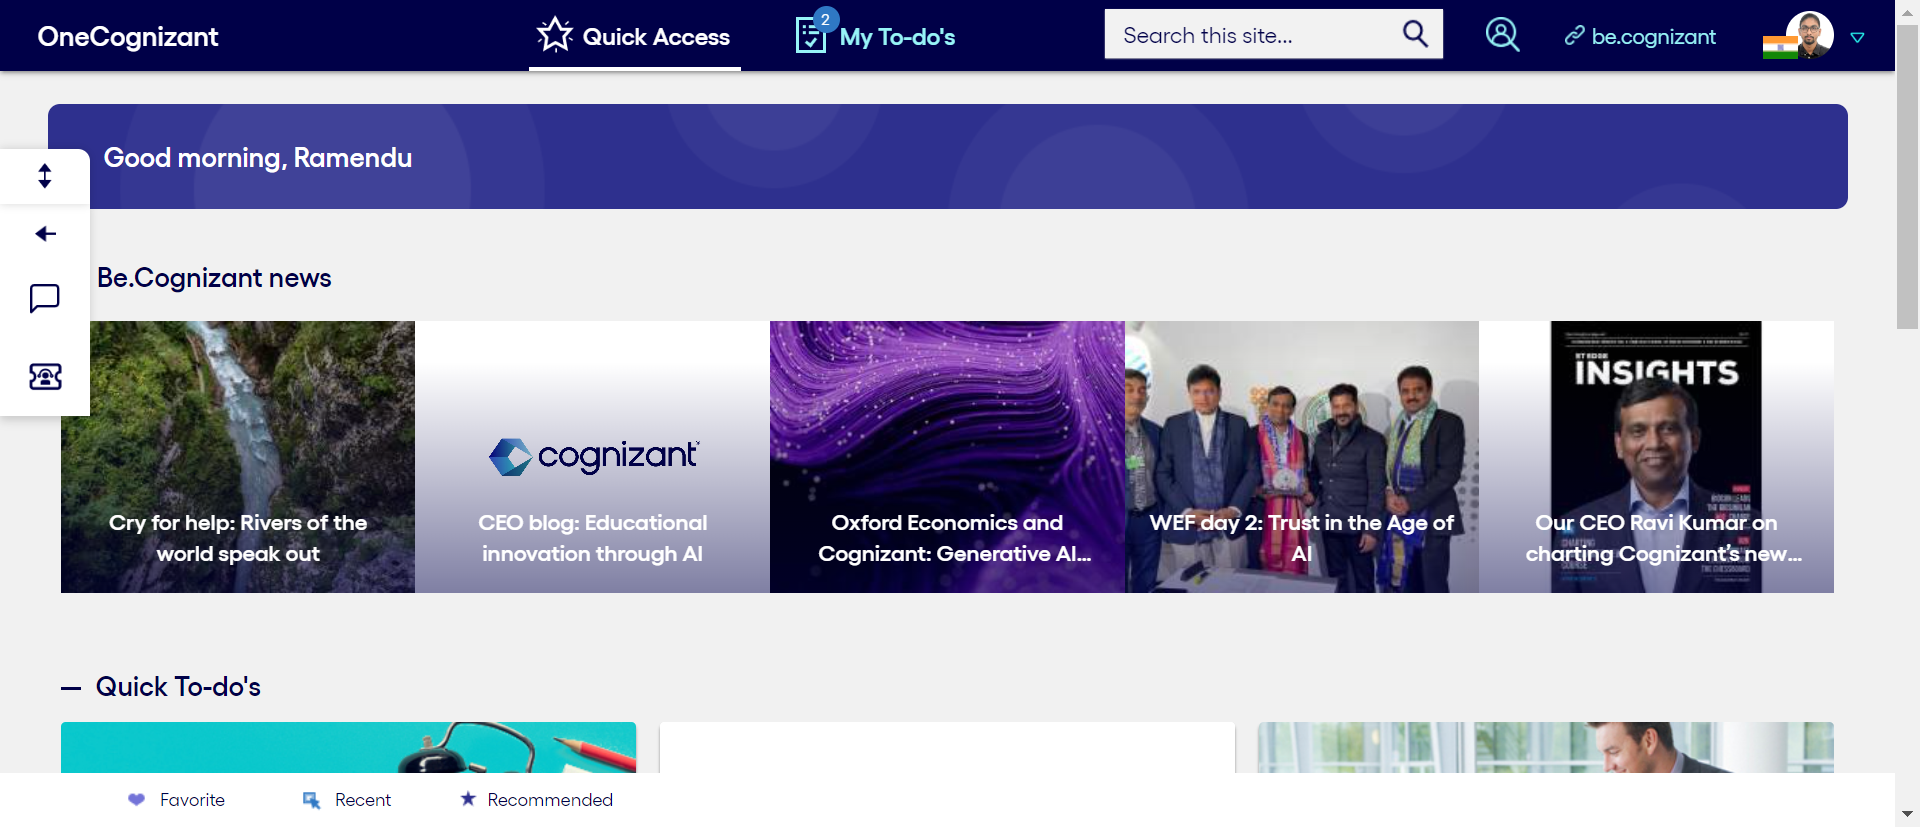 OneCognizant
Quick Access
2
My To-do's
Search this site...
be.cognizant
Good morning, Ramendu
Be.Cognizant news
Cry for help: Rivers of the
world speak out
cognizant
CEO blog: Educational
innovation through AI
Oxford Economics and
Cognizant: Generative AI...
WEF day 2: Trust in the Age of
AI
INSIGHTS
Our CEO Ravi Kumar on
charting Cognizant's new...
Quick To-do's
Favorite
Recent
Recommended